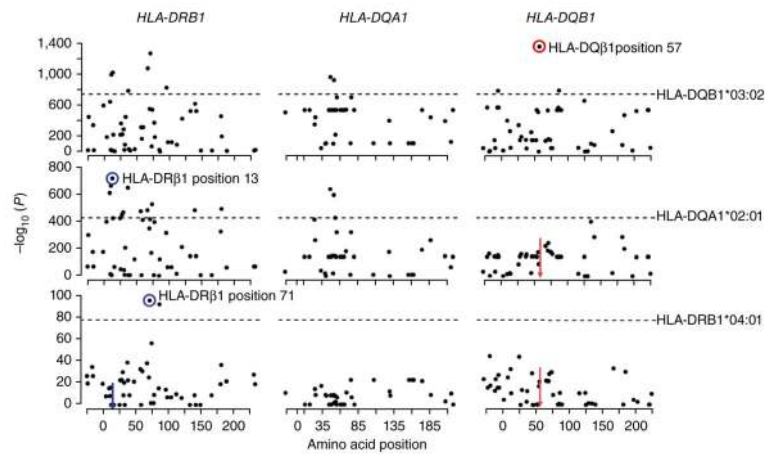 HLA-DRB1 HLA-DQA1 HLA-DQB1
1,400
1,000
600
200
0
HLA-DQβ1position 57
HLA-DQB1*03:02
800
600
400
200
0
HLA-DRβ1 position 13
HLA-DQA1*02:01
–log10 (P)
100
80
60
40
20
0
HLA-DRβ1 position 71
HLA-DRB1*04:01
0 50 100 150 200 0 35 85 135 185 0 50 100 150 200
Amino acid position